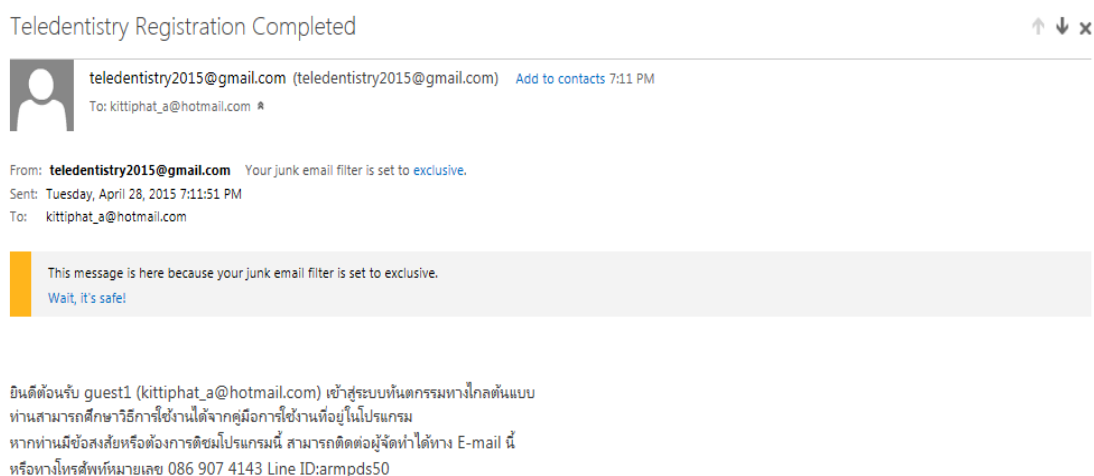 Teledentistry Registration Completed
teledentistry2015@gmail.com (teledentistry2015@gmail.com) Add to contacts 7:11 PM
To: kittiphat_a@hotmail.com
From: teledentistry2015@gmail.com Your junk email filter is set to exclusive.
Sent: Tuesday, April 28, 2015 7:11:51 PM
To: kittiphat_a@hotmail.com
This message is here because your junk email filter is set to exclusive.
Wait, it's safe!
ยินดีต้อนรับ guest1 (kittiphat_a@hotmail.com) เข้าสู่ระบบทันตกรรมทางไกลต้นแบบ
ท่านสามารถศึกษาวิธีการใช้งานได้จากคู่มือการใช้งานที่อยู่ในโปรแกรม
หากท่านมีข้อสงสัยหรือต้องการติชมโปรแกรมนี้ สามารถติดต่อผู้จัดทำได้ทาง E-mail นี้
หรือทางโทรศัพท์หมายเลข 086 907 4143 Line ID:armpds50